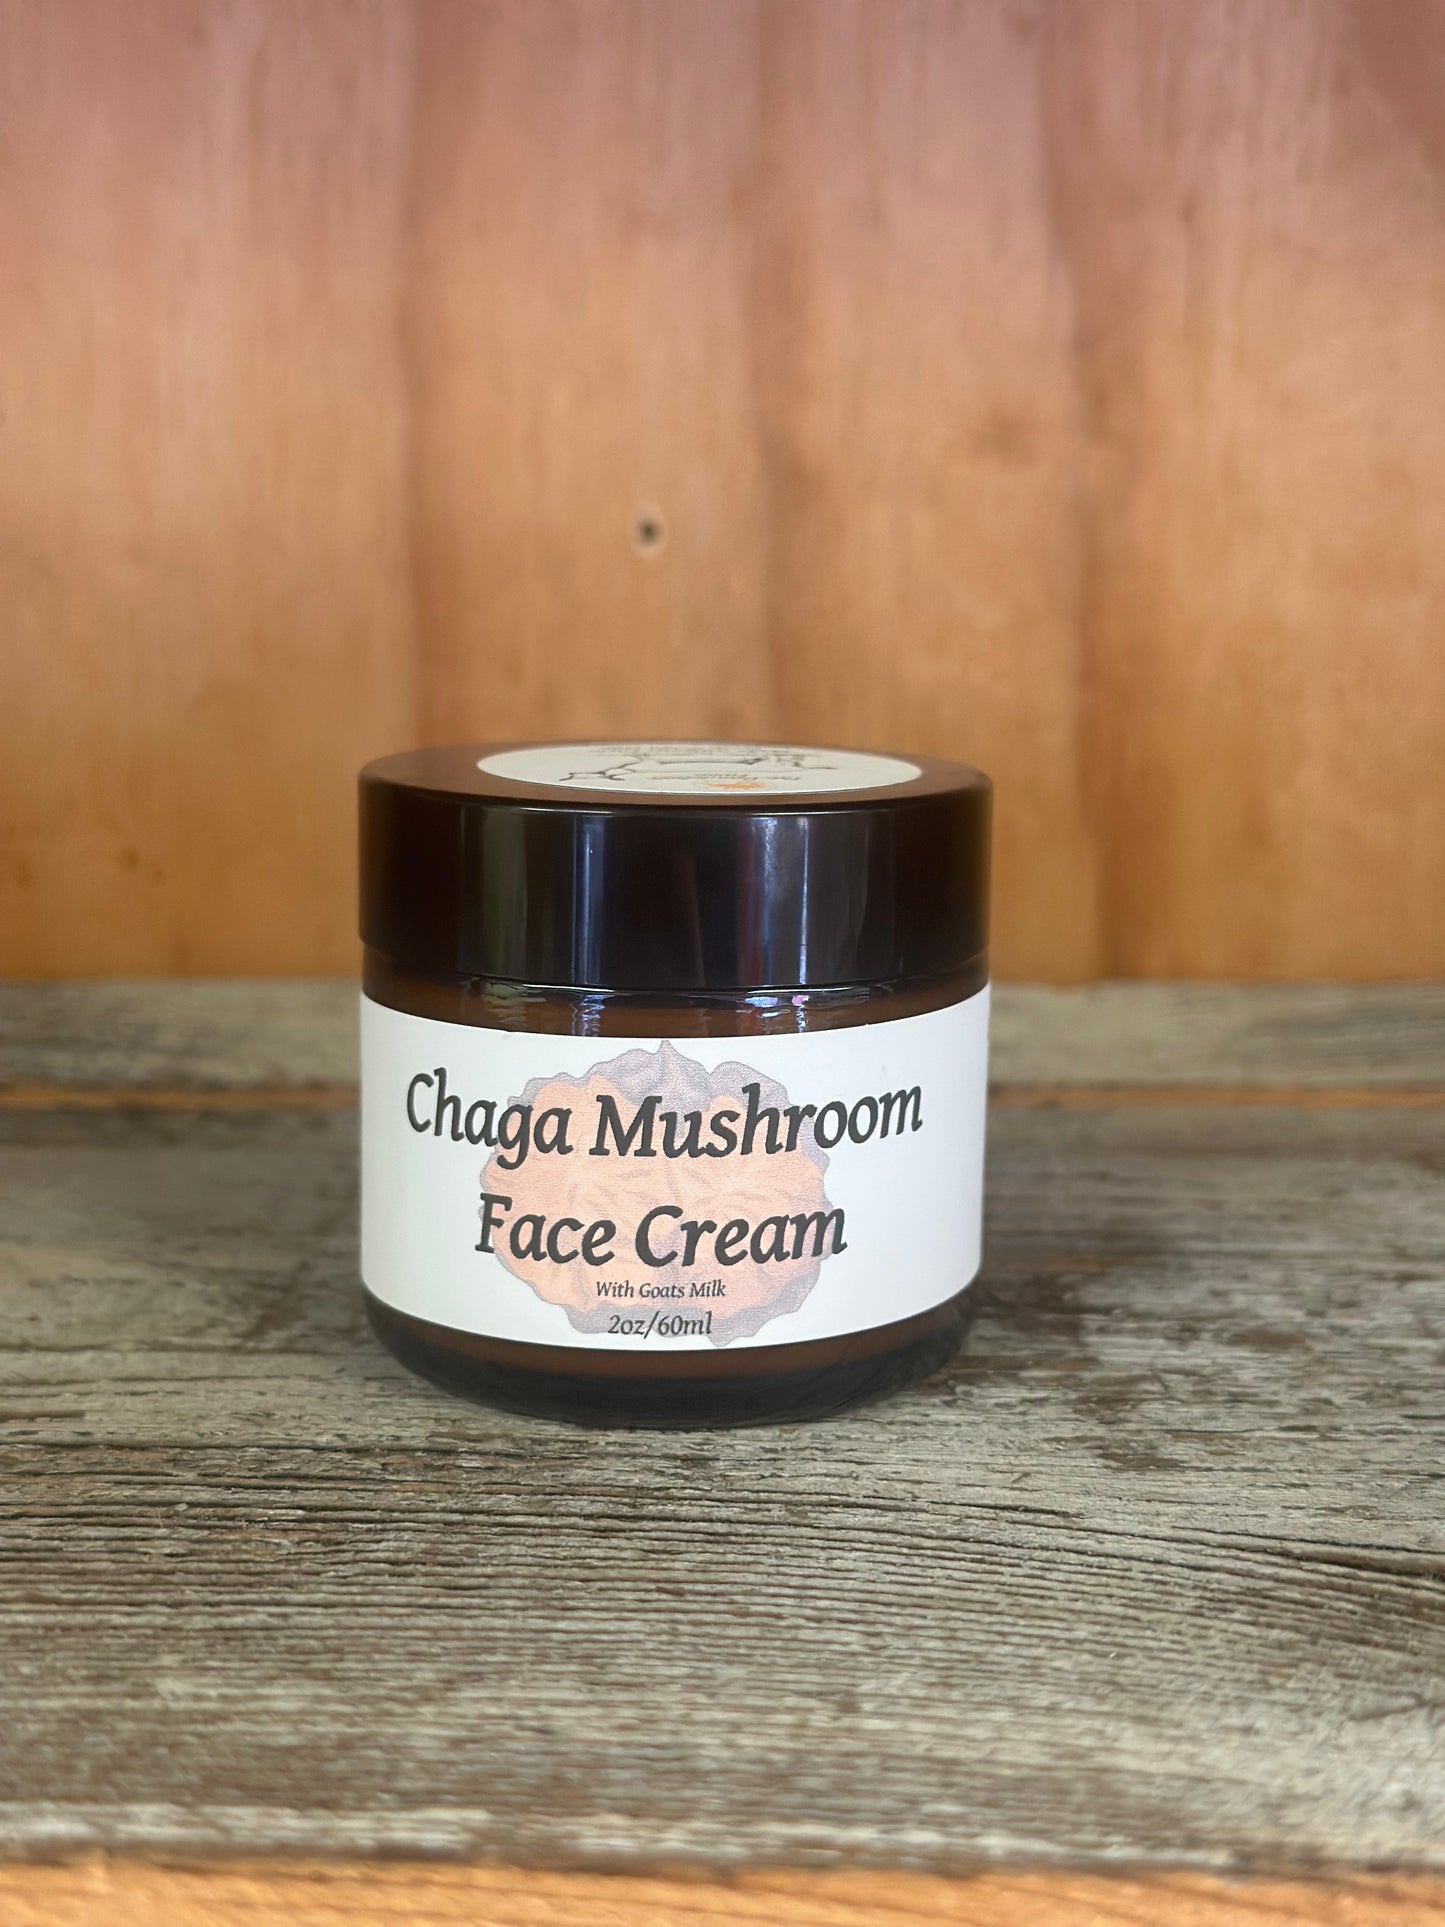 Chaga Mushroom
Face Cream
With Goats Milk
2oz/60ml